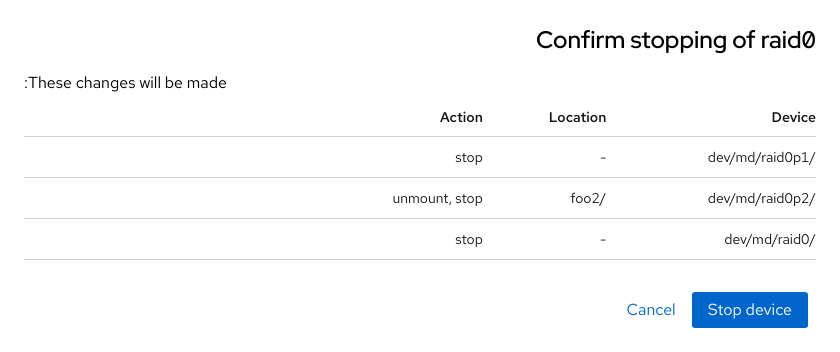 Confirm stopping of raid0
:These changes will be made
Device Location Action
dev/md/raid0p1/ - stop
dev/md/raid0p2/ foo2/ unmount, stop
dev/md/raid0/ - stop
Stop device Cancel